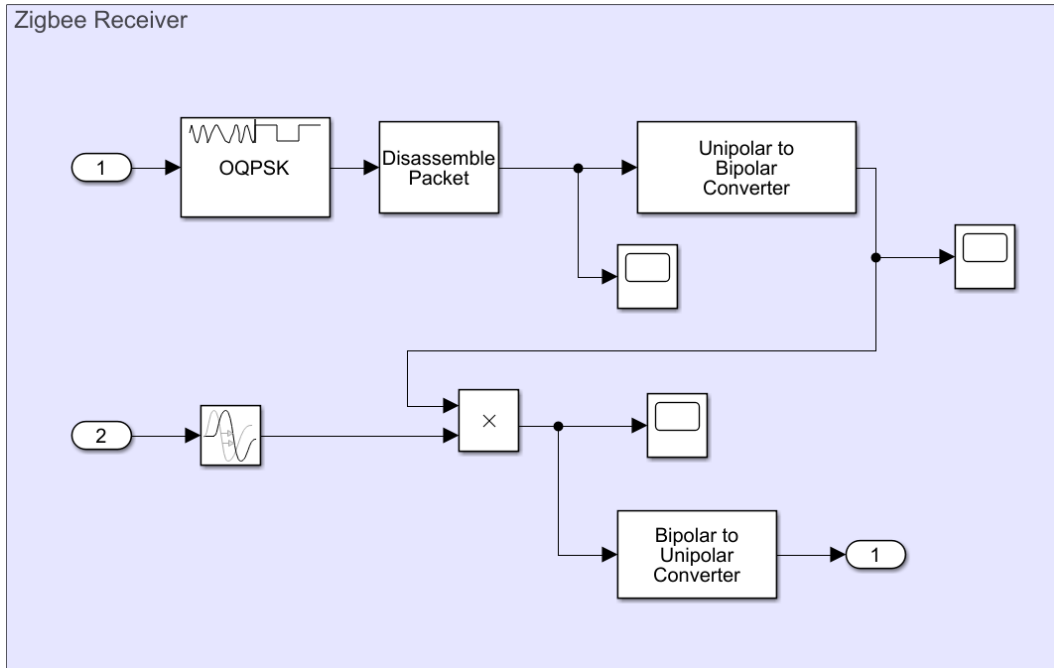 Zigbee Receiver
1
OQPSK
Disassemble
Packet
Unipolar to
Bipolar
Converter
2
×
Bipolar to
Unipolar
Converter
1